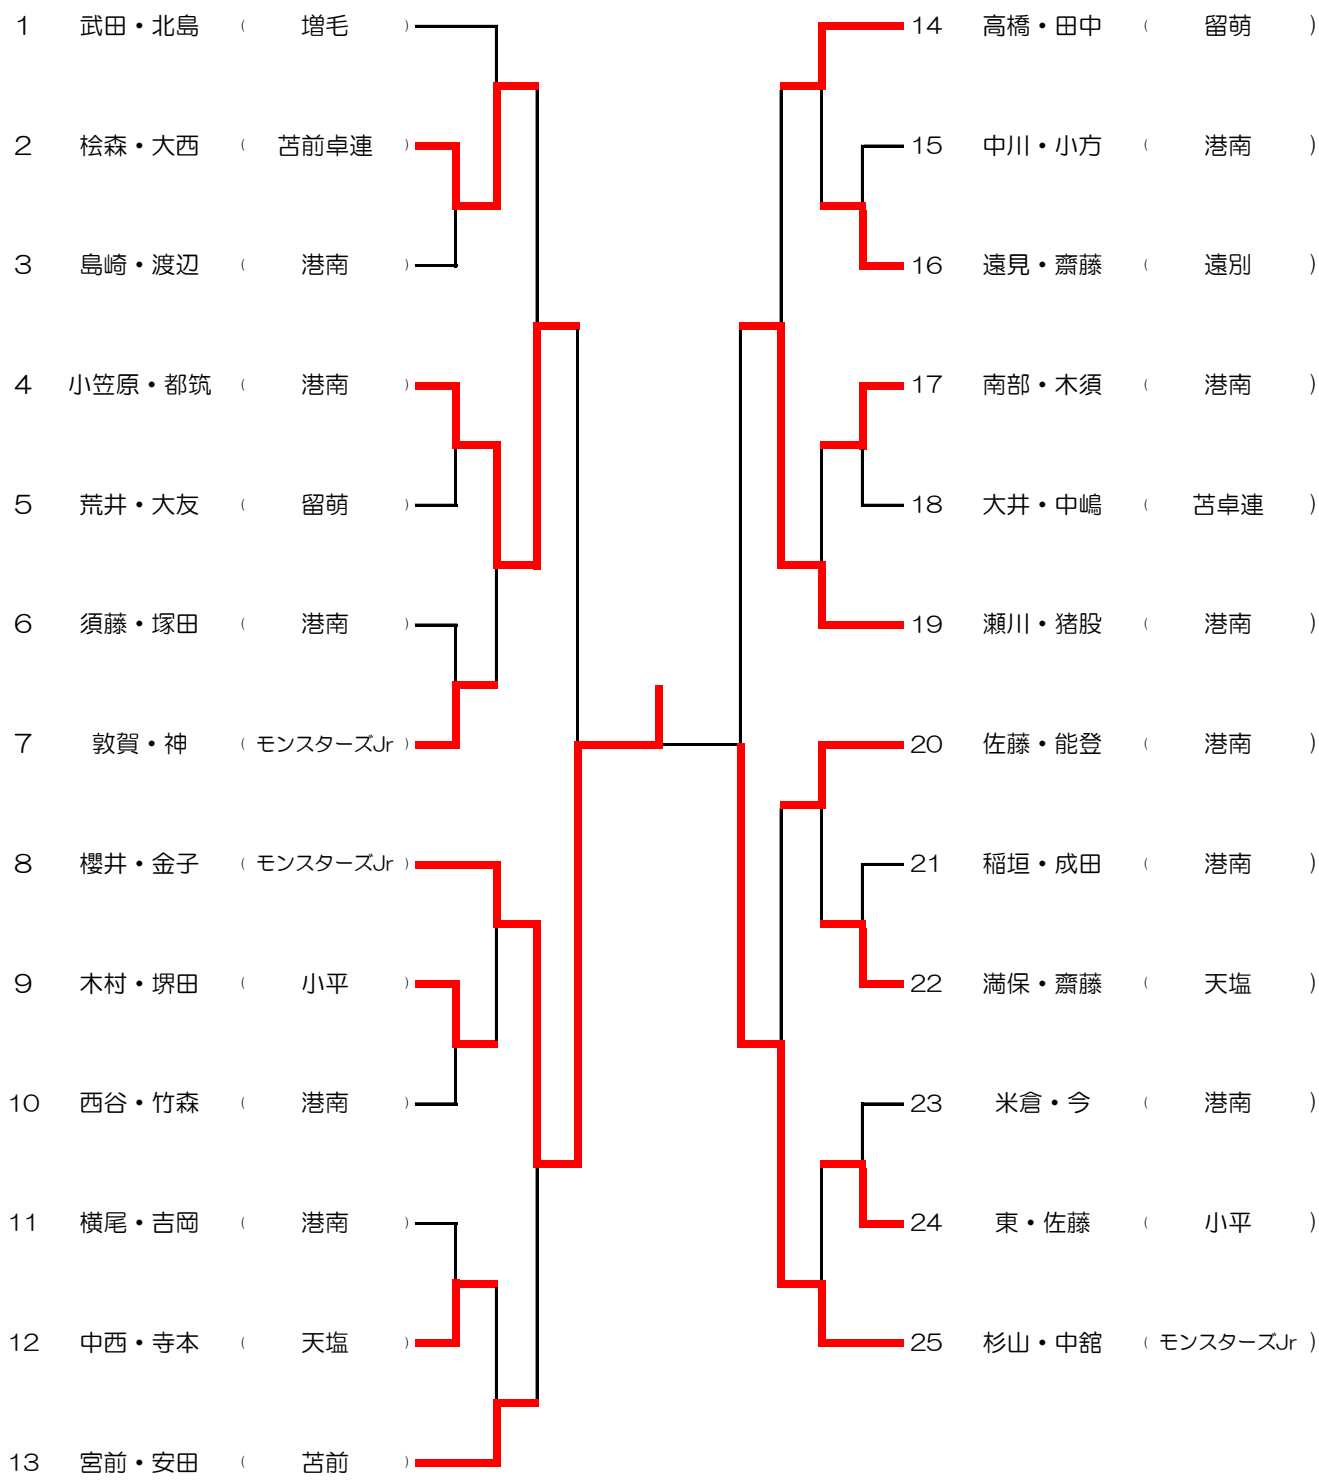 1 武田・北島 ( 増毛 )
2 桧森・大西 ( 苫前卓連 )
3 島崎・渡辺 ( 港南 )
4 小笠原・都筑 ( 港南 )
5 荒井・大友 ( 留萌 )
6 須藤・塚田 ( 港南 )
7 敦賀・神 ( モンスターズJr )
8 櫻井・金子 ( モンスターズJr )
9 木村・堺田 ( 小平 )
10 西谷・竹森 ( 港南 )
11 横尾・吉岡 ( 港南 )
12 中西・寺本 ( 天塩 )
13 宮前・安田 ( 苫前 )
14 高橋・田中 ( 留萌 )
15 中川・小方 ( 港南 )
16 遠見・齋藤 ( 遠別 )
17 南部・木須 ( 港南 )
18 大井・中嶋 ( 苫卓連 )
19 瀬川・猪股 ( 港南 )
20 佐藤・能登 ( 港南 )
21 稲垣・成田 ( 港南 )
22 満保・齋藤 ( 天塩 )
23 米倉・今 ( 港南 )
24 東・佐藤 ( 小平 )
25 杉山・中舘 ( モンスターズJr )